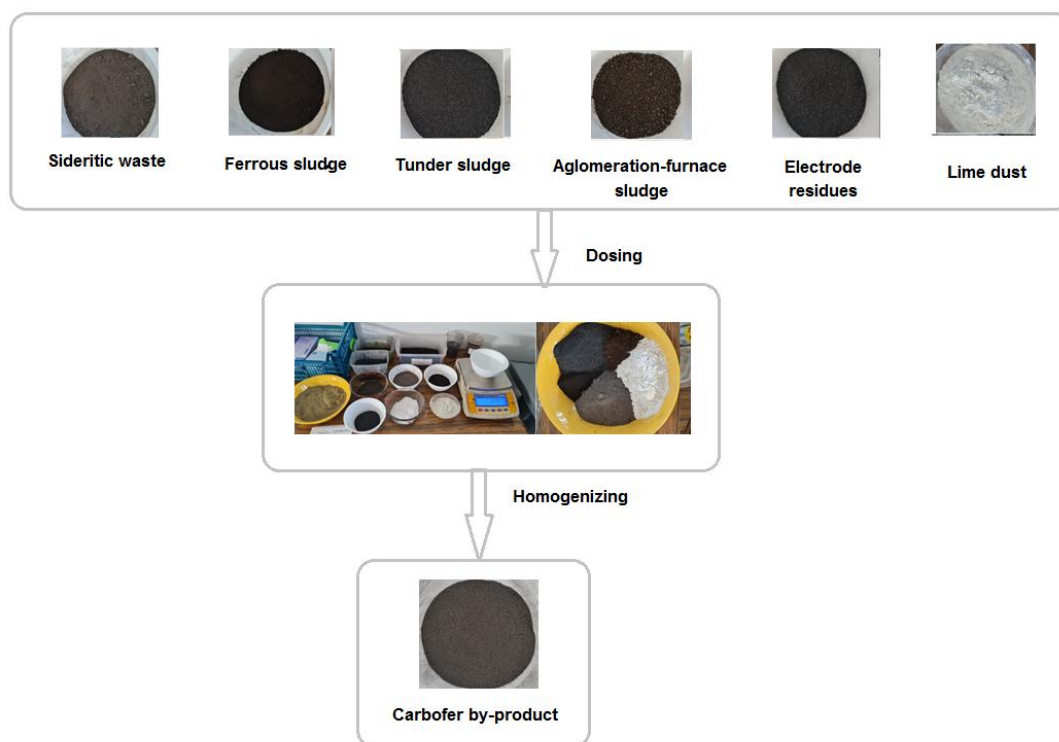 Sideritic waste
Ferrous sludge
Tunder sludge
Aglomeration-furnace
sludge
Electrode
residues
Lime dust
Dosing
Homogenizing
Carbofer by-product